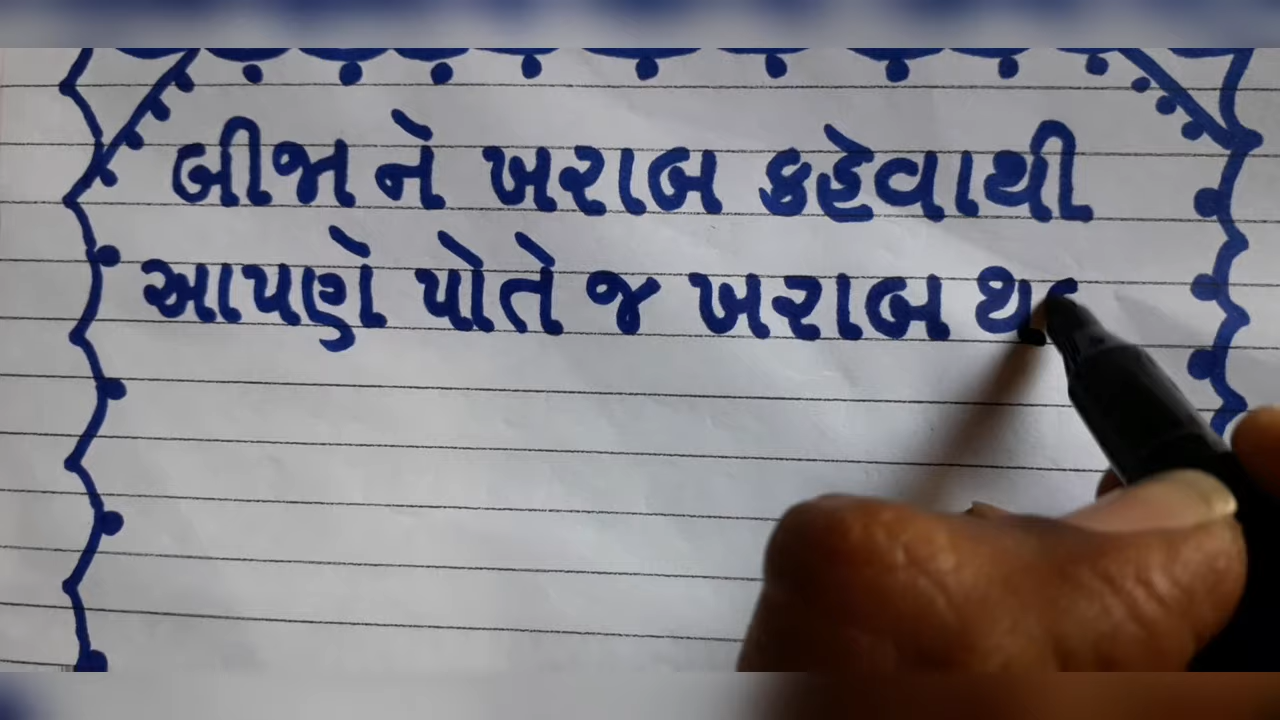 બીજા ને ખરાબ કહેવાથી
આપણે પોતે જ ખરાબ